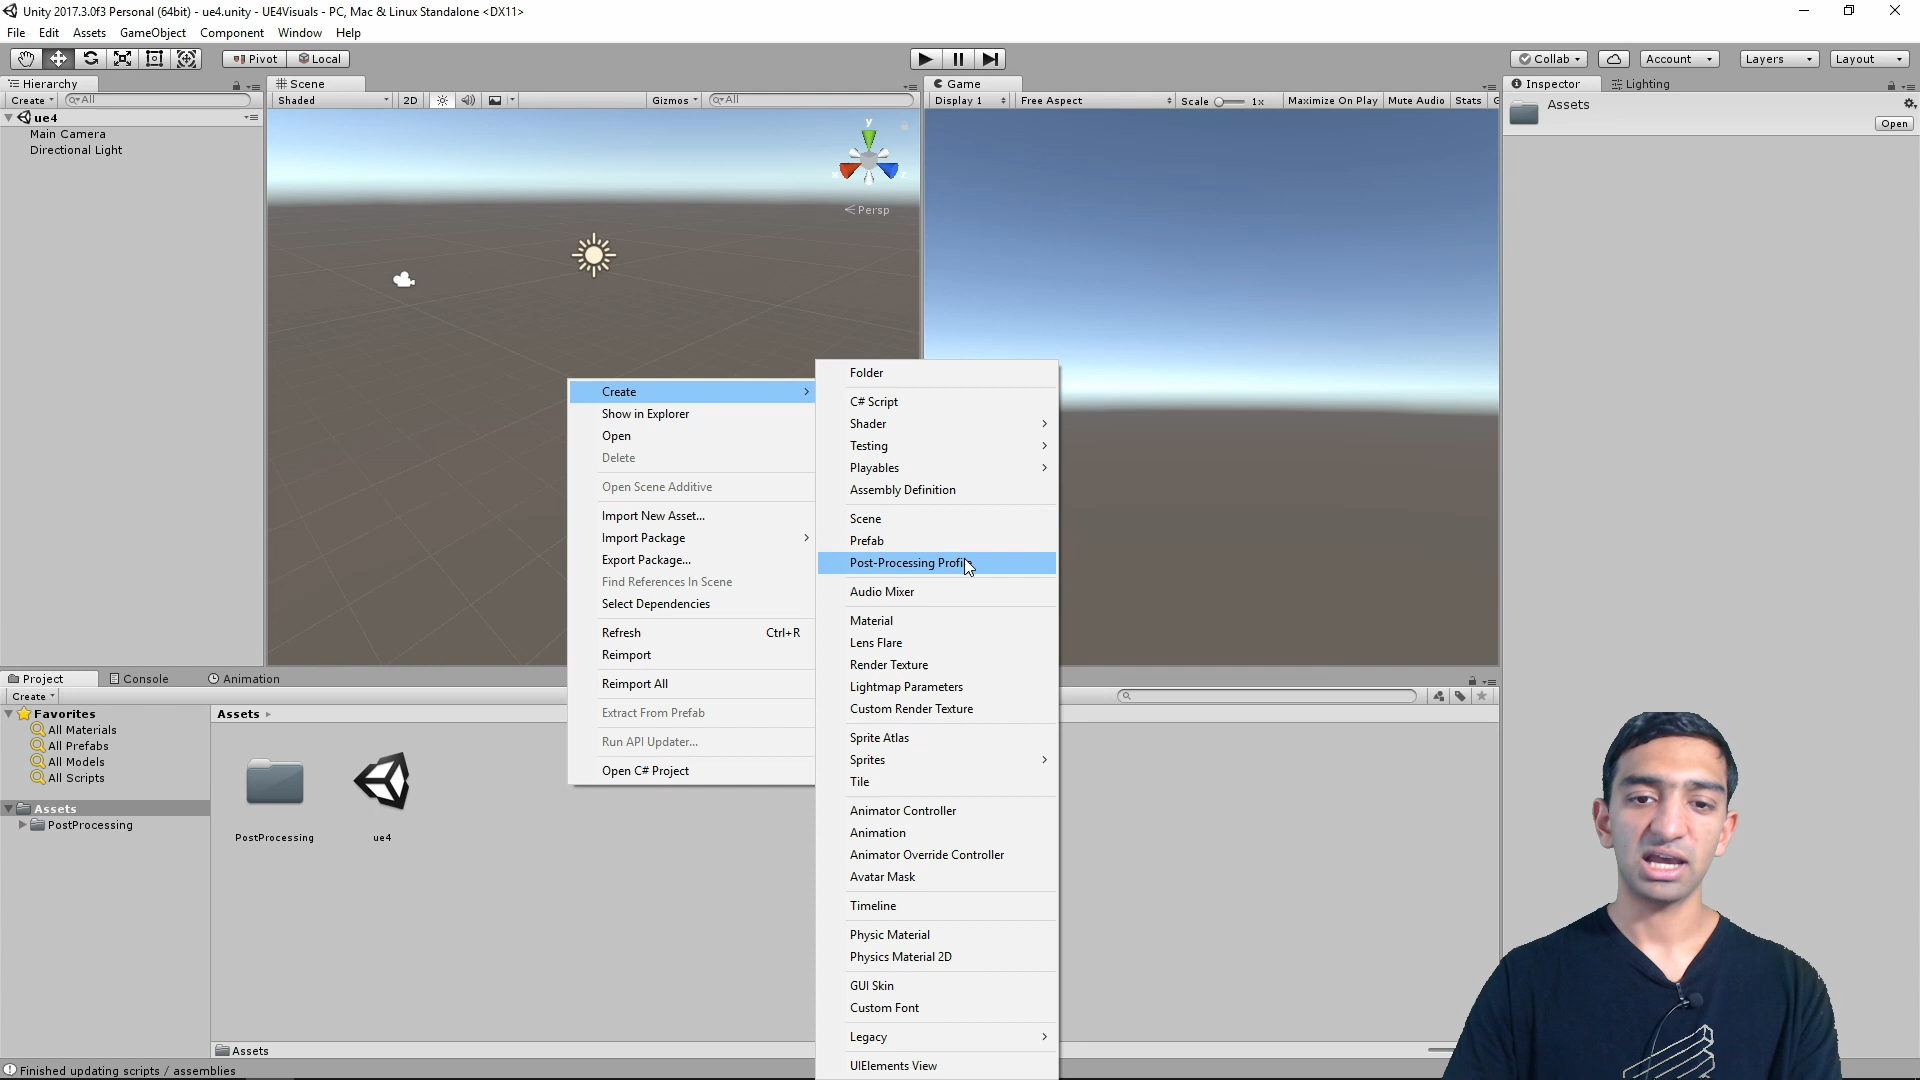 Unity 2017.3.0f3 Personal (64bit) - ue4.unity - UE4Visuals - PC, Mac & Linux Standalone <DX11>
File Edit Assets GameObject Component Window Help
Pivot Local
Collab Account Layers Layout
Hierarchy
Create All
ue4
Main Camera
Directional Light
Scene
Shaded 2D Gizmos All
y
x
z
Persp
Game
Display 1 Free Aspect Scale 1x Maximize On Play Mute Audio Stats G
Inspector Lighting
Assets
Open
Create
Show in Explorer
Open
Delete
Open Scene Additive
Import New Asset...
Import Package
Export Package...
Find References In Scene
Select Dependencies
Refresh Ctrl+R
Reimport
Reimport All
Extract From Prefab
Run API Updater...
Open C# Project
Folder
C# Script
Shader
Testing
Playables
Assembly Definition
Scene
Prefab
Post-Processing Profi
Audio Mixer
Material
Lens Flare
Render Texture
Lightmap Parameters
Custom Render Texture
Sprite Atlas
Sprites
Tile
Animator Controller
Animation
Animator Override Controller
Avatar Mask
Timeline
Physic Material
Physics Material 2D
GUI Skin
Custom Font
Legacy
UIElements View
Project Console Animation
Create
Favorites
All Materials
All Prefabs
All Models
All Scripts
Assets
PostProcessing
Assets
PostProcessing ue4
Assets
Finished updating scripts / assemblies